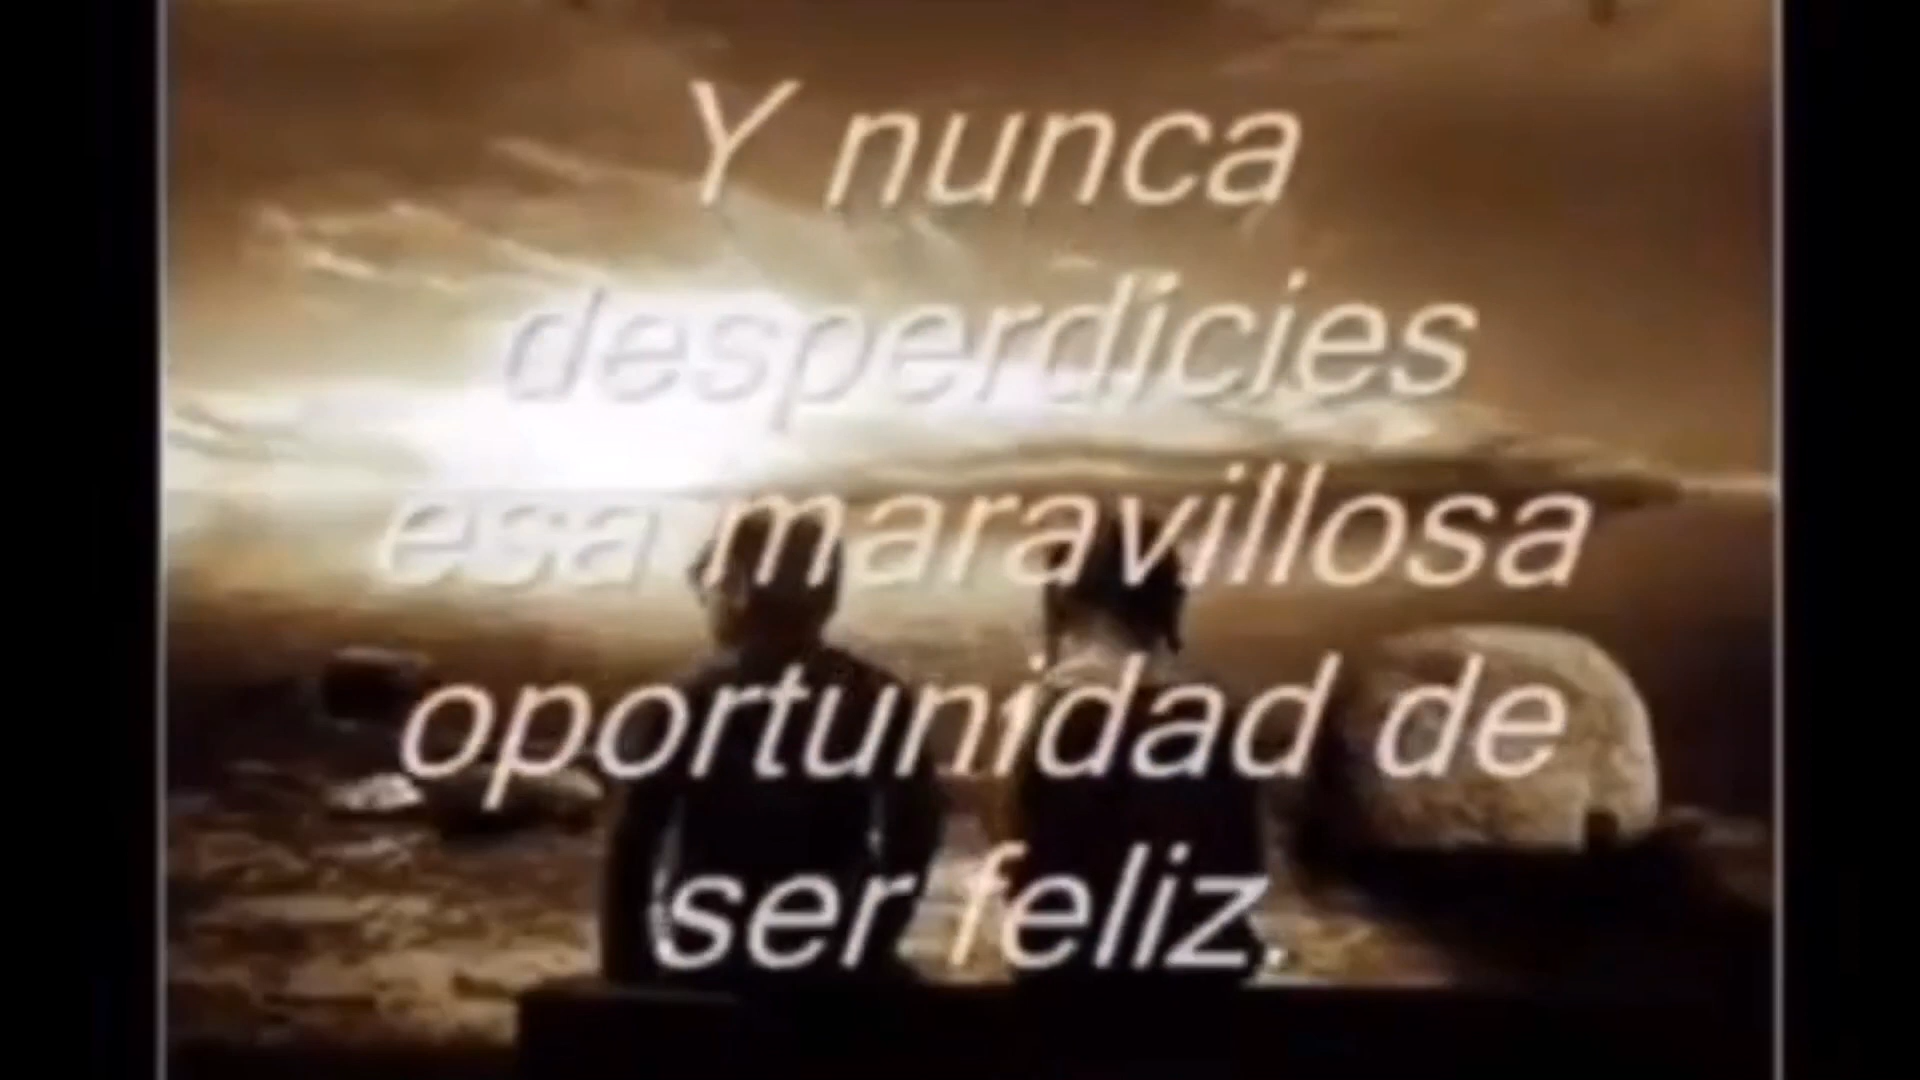 Y nunca
desperdicies
esa maravillosa
oportunidad de
ser feliz.